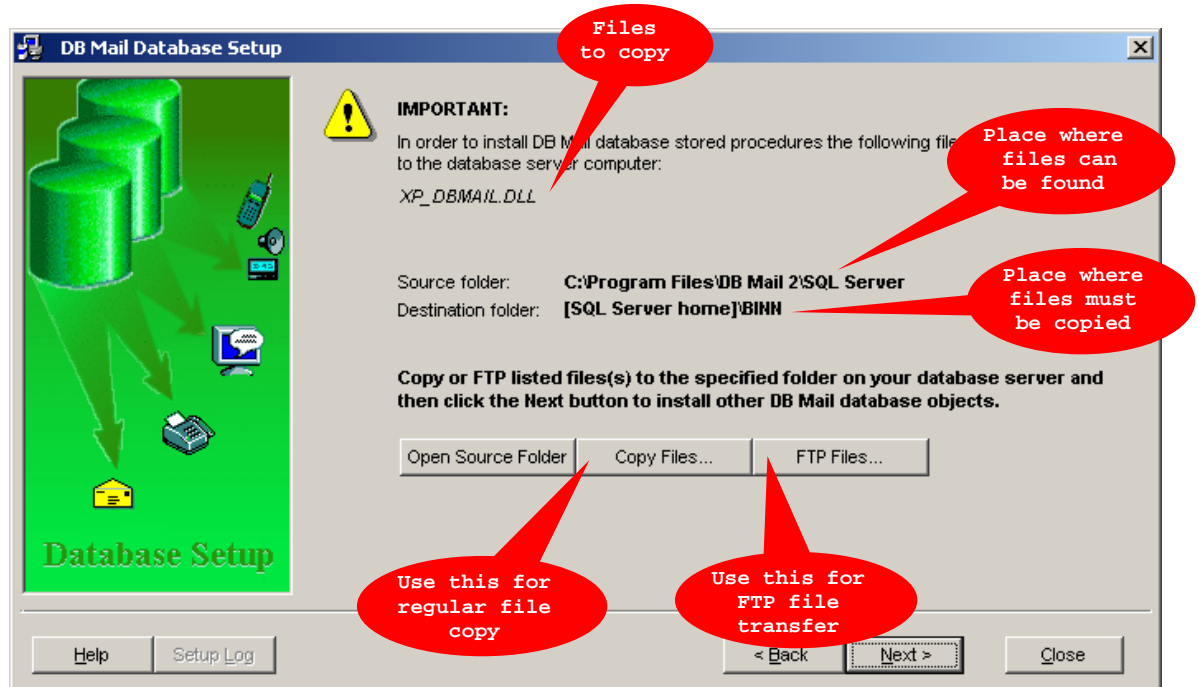 DB Mail Database Setup
Files
to copy
IMPORTANT:
In order to install DB Mail database stored procedures the following file
to the database server computer:
XP_DBMAIL.DLL
Place where
files can
be found
Source folder: C:\Program Files\DB Mail 2\SQL Server
Destination folder: [SQL Server home]\BINN
Place where
files must
be copied
Copy or FTP listed files(s) to the specified folder on your database server and
then click the Next button to install other DB Mail database objects.
Open Source Folder Copy Files... FTP Files...
Database Setup
Use this for
regular file
copy
Use this for
FTP file
transfer
Help Setup Log < Back Next > Close